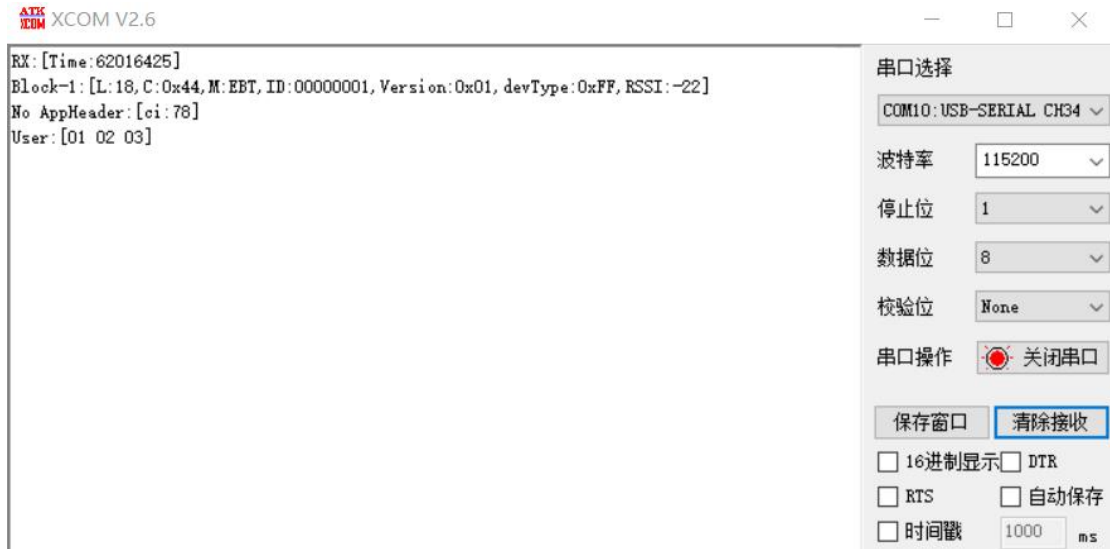 ATK
XCOM XCOM V2.6
RX:[Time:62016425]
Block-1:[L:18,C:0x44,M:EBT,ID:00000001,Version:0x01,devType:0xFF,RSSI:-22]
No AppHeader:[ci:78]
User:[01 02 03]
串口选择
COM10:USB-SERIAL CH34
波特率 115200
停止位 1
数据位 8
校验位 None
串口操作 关闭串口
保存窗口 清除接收
16进制显示 DTR
RTS 自动保存
时间戳 1000 ms